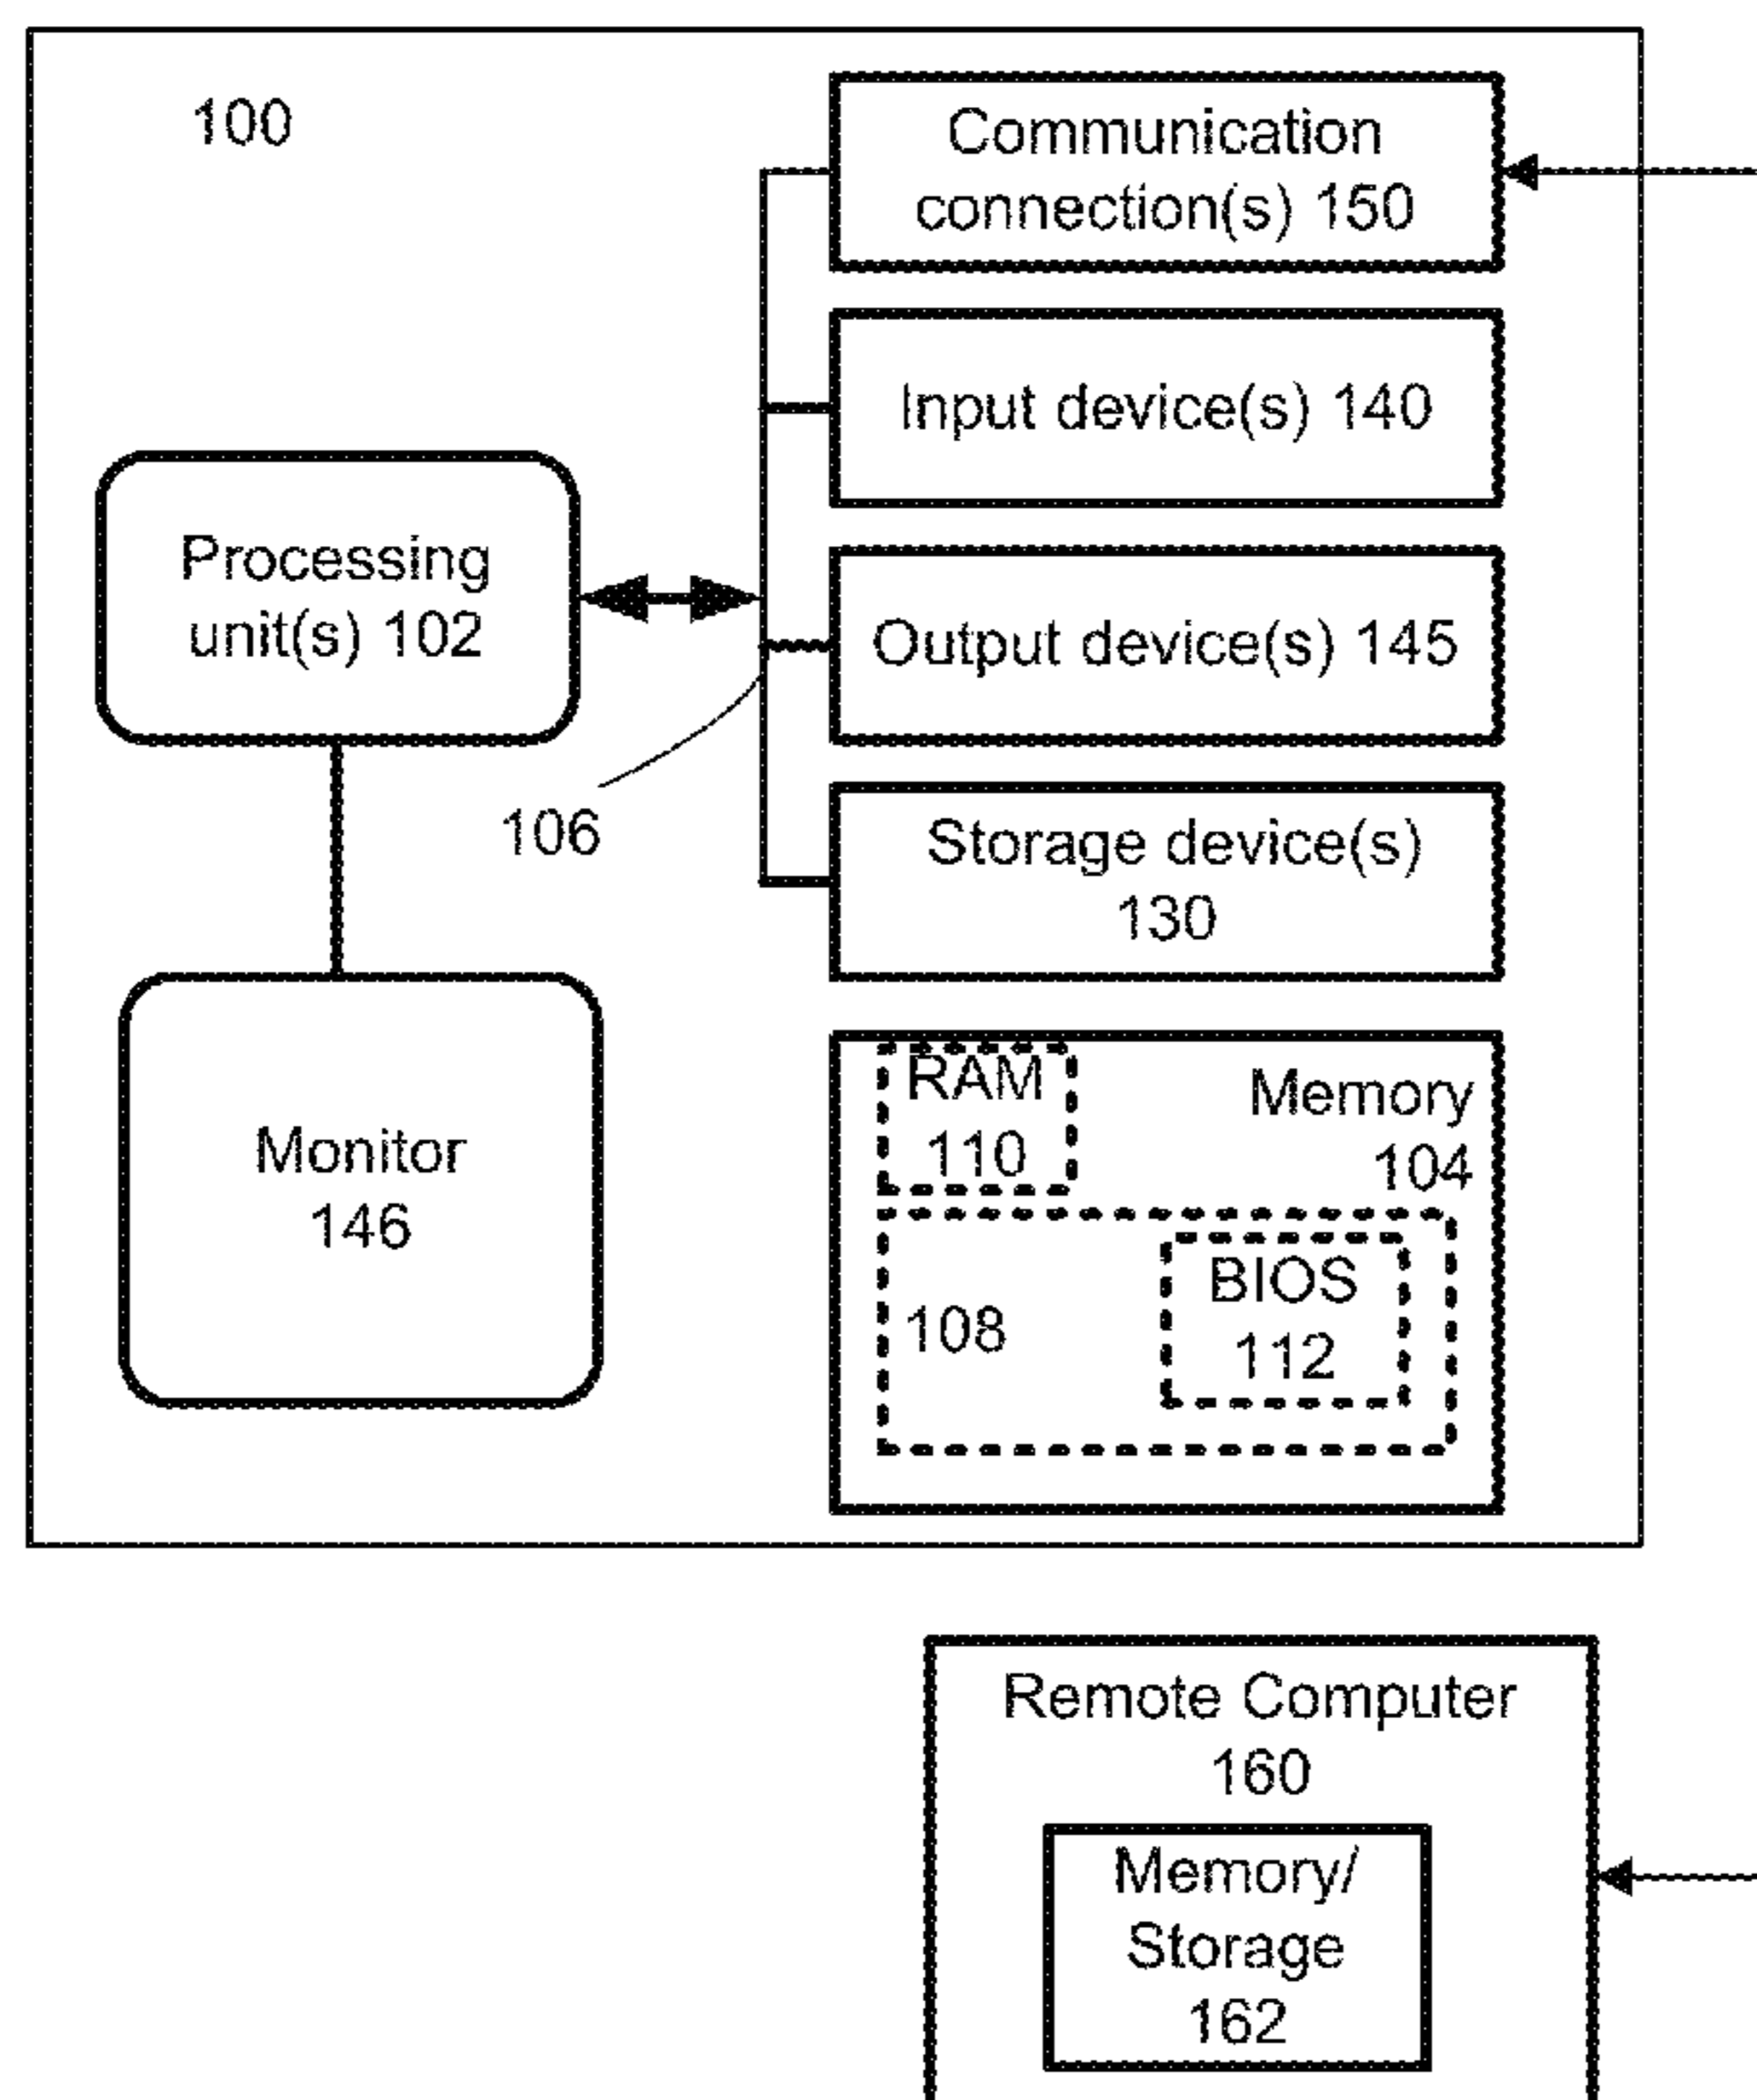 100
Communication
connection(s) 150
Input device(s) 140
Processing
unit(s) 102
Output device(s) 145
106
Storage device(s)
130
Monitor
146
RAM
110
Memory
104
108
BIOS
112
Remote Computer
160
Memory/
Storage
162